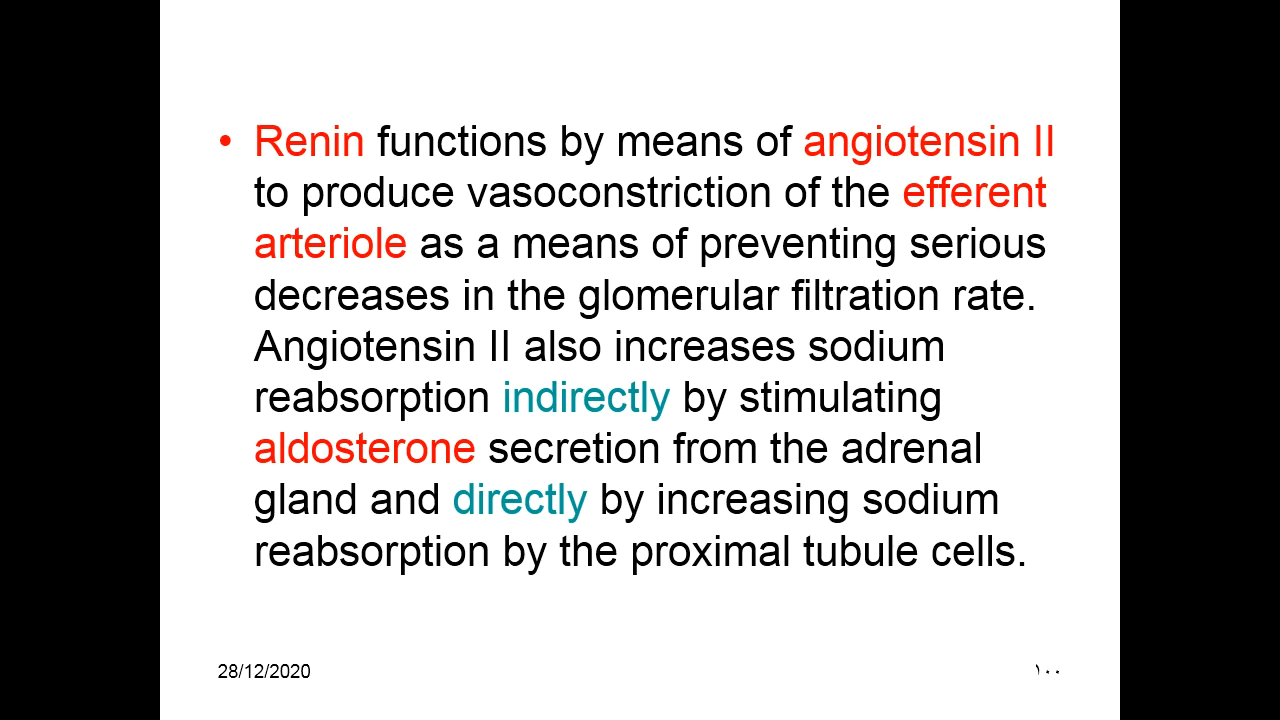 • Renin functions by means of angiotensin II
to produce vasoconstriction of the efferent
arteriole as a means of preventing serious
decreases in the glomerular filtration rate.
Angiotensin II also increases sodium
reabsorption indirectly by stimulating
aldosterone secretion from the adrenal
gland and directly by increasing sodium
reabsorption by the proximal tubule cells.
28/12/2020
١٠٠